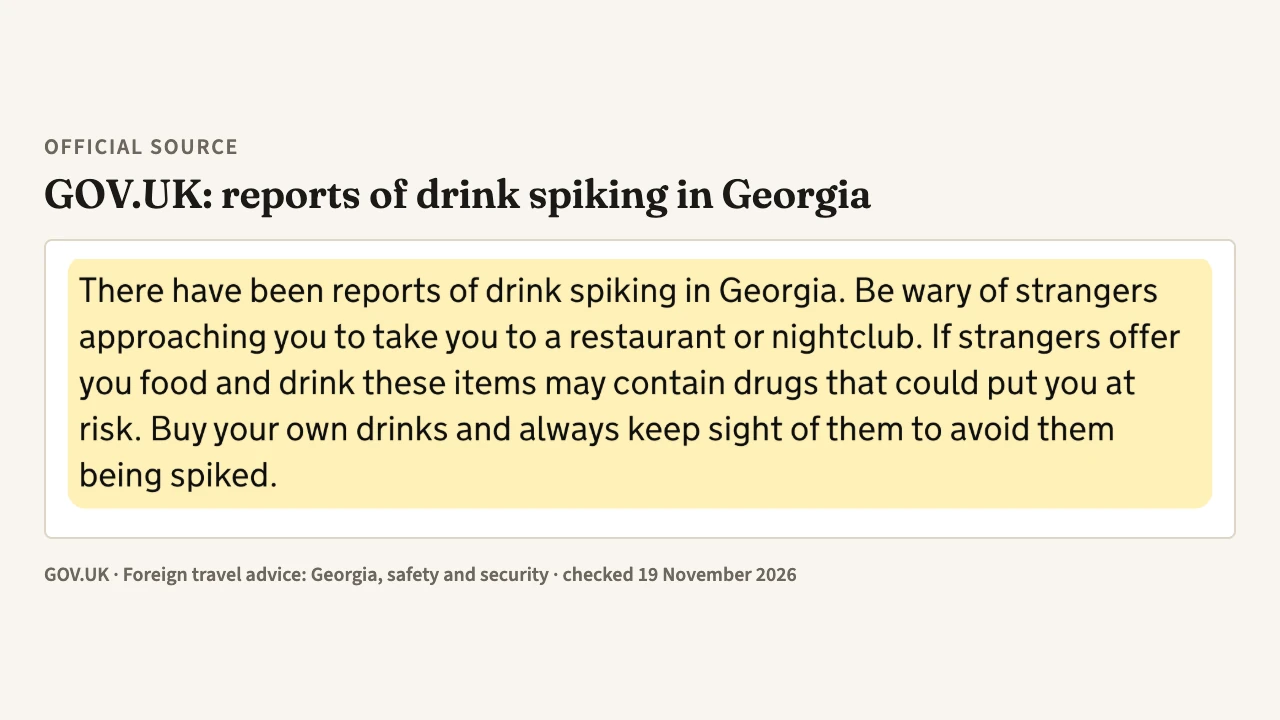 OFFICIAL SOURCE
GOV.UK: reports of drink spiking in Georgia
There have been reports of drink spiking in Georgia. Be wary of strangers
approaching you to take you to a restaurant or nightclub. If strangers offer
you food and drink these items may contain drugs that could put you at
risk. Buy your own drinks and always keep sight of them to avoid them
being spiked.
GOV.UK · Foreign travel advice: Georgia, safety and security · checked 19 November 2026